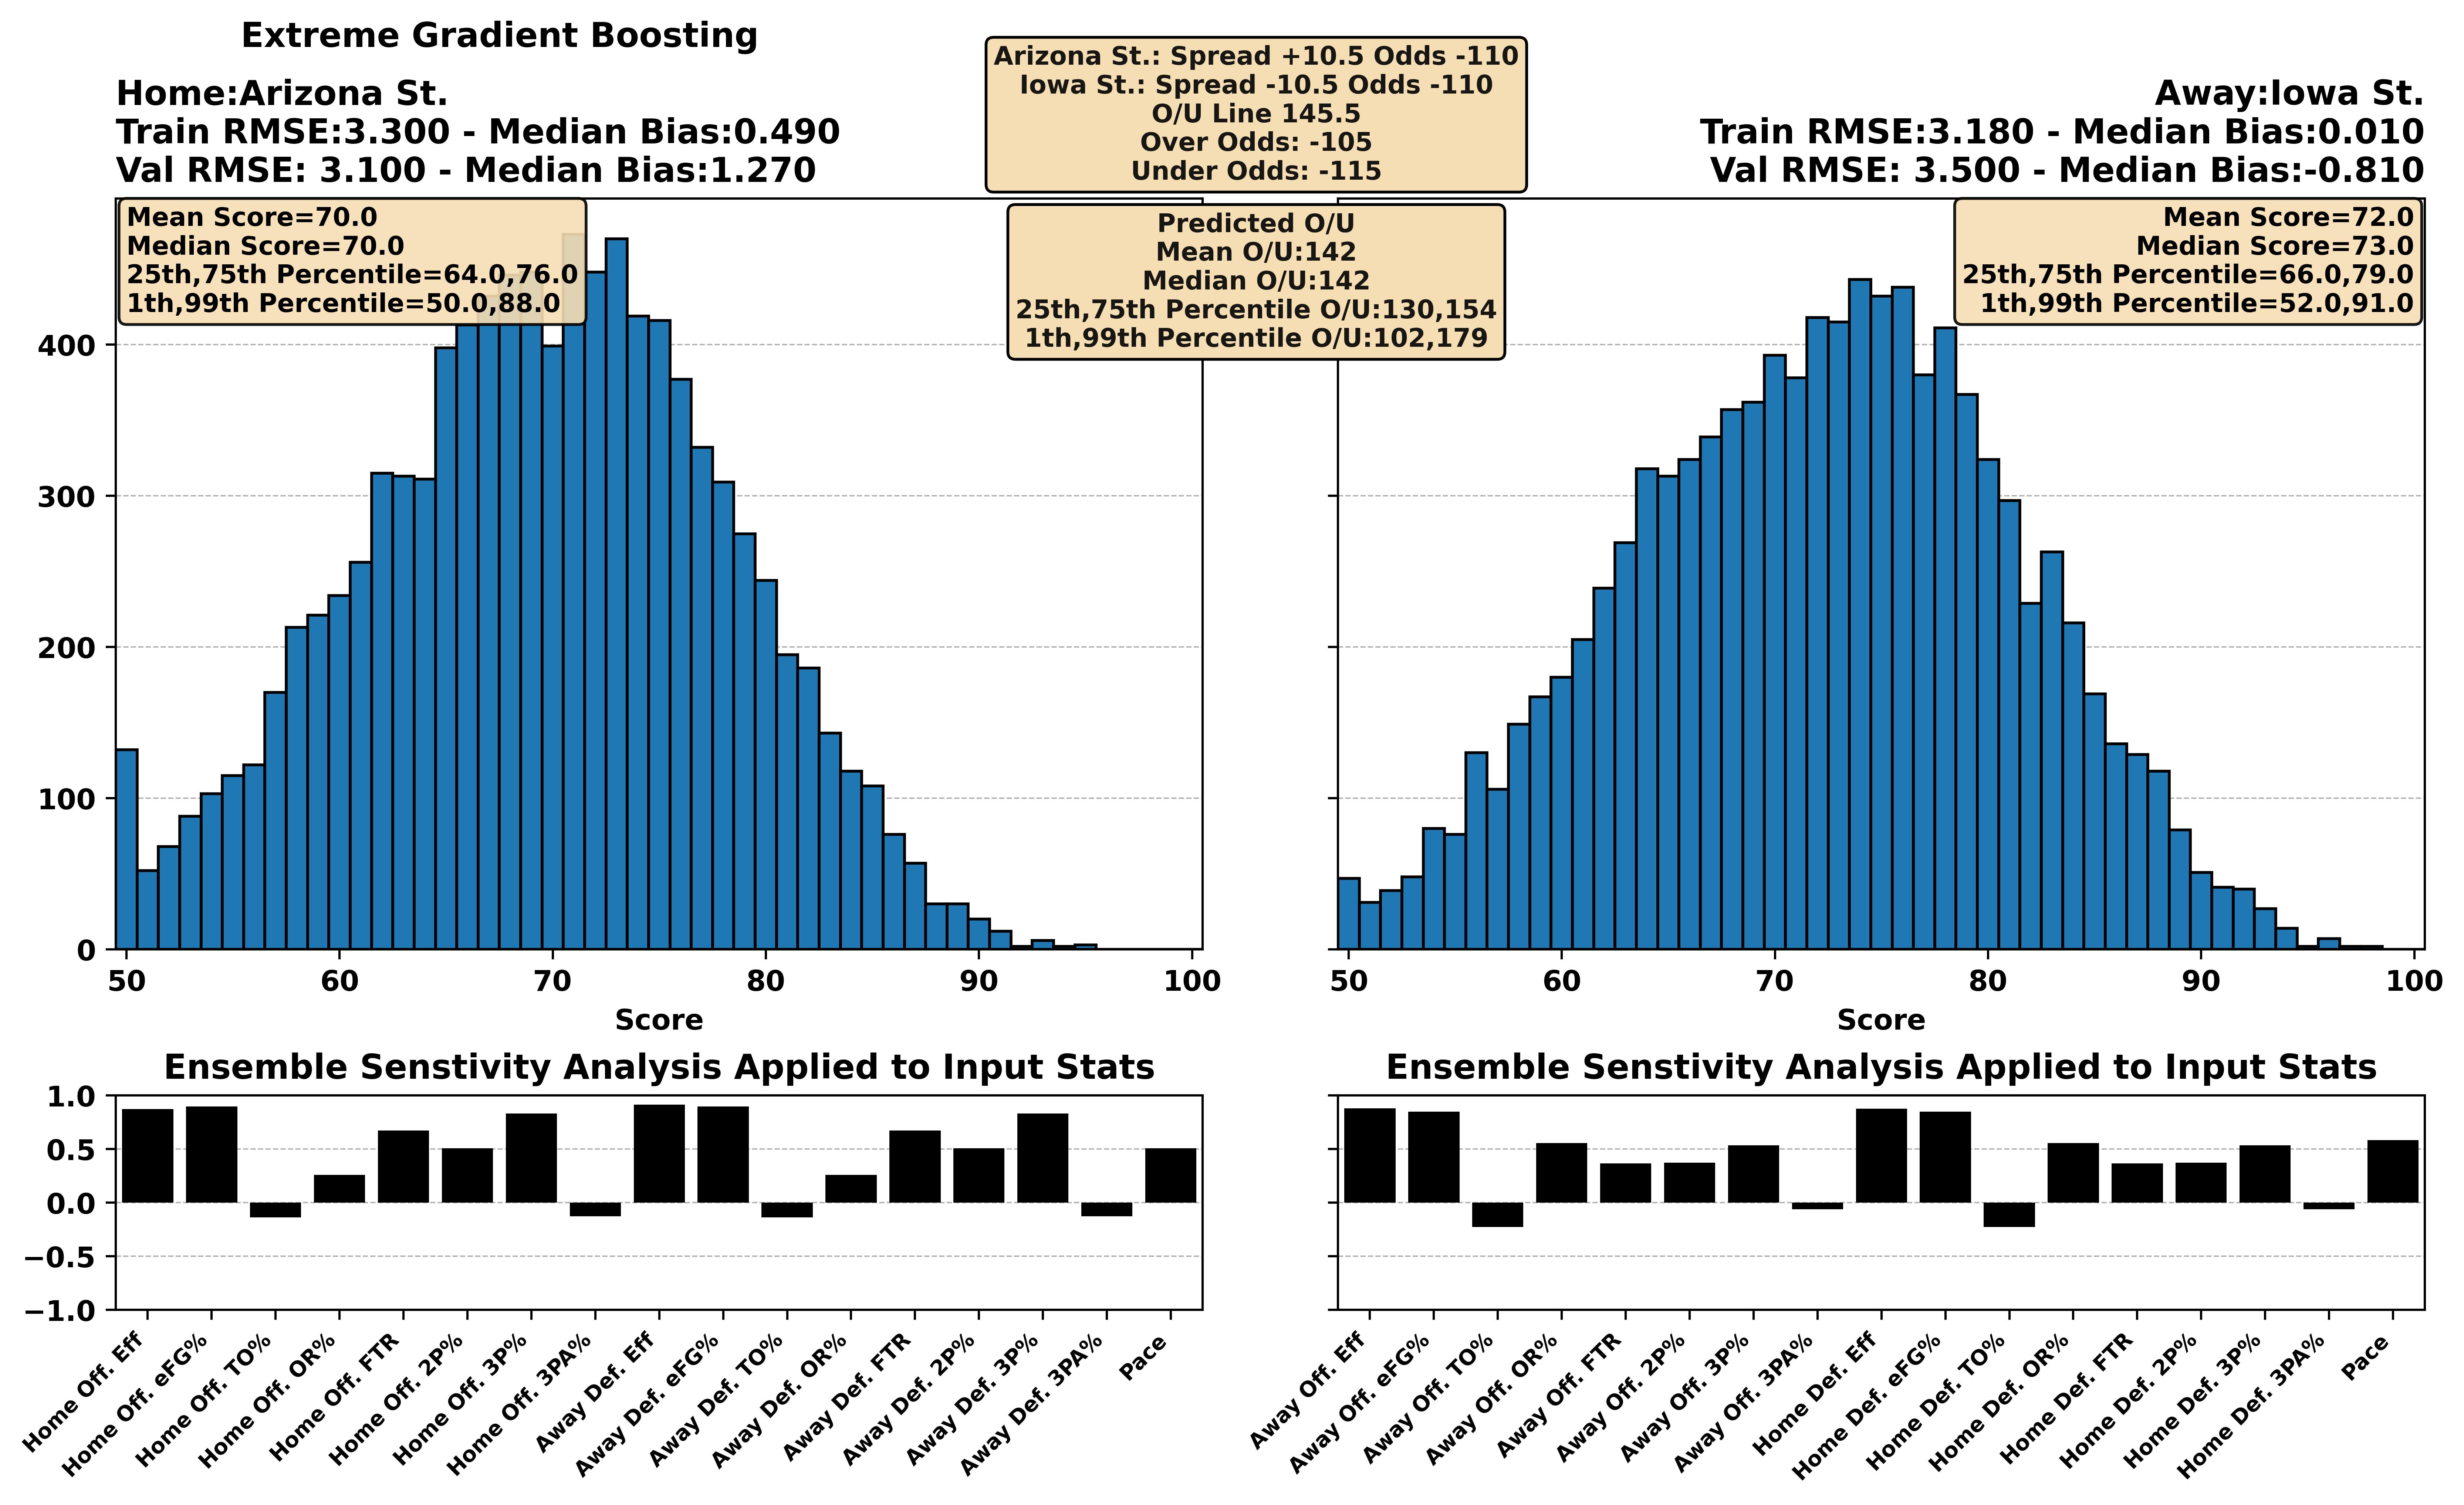 Extreme Gradient Boosting
Home:Arizona St.
Train RMSE:3.300 - Median Bias:0.490
Val RMSE: 3.100 - Median Bias:1.270
Arizona St.: Spread +10.5 Odds -110
Iowa St.: Spread -10.5 Odds -110
O/U Line 145.5
Over Odds: -105
Under Odds: -115
Away:Iowa St.
Train RMSE:3.180 - Median Bias:0.010
Val RMSE: 3.500 - Median Bias:-0.810
Mean Score=70.0
Median Score=70.0
25th,75th Percentile=64.0,76.0
1th,99th Percentile=50.0,88.0
Predicted O/U
Mean O/U:142
Median O/U:142
25th,75th Percentile O/U:130,154
1th,99th Percentile O/U:102,179
Mean Score=72.0
Median Score=73.0
25th,75th Percentile=66.0,79.0
1th,99th Percentile=52.0,91.0
400
300
200
100
0
50 60 70 80 90 100
Score
50 60 70 80 90 100
Score
Ensemble Senstivity Analysis Applied to Input Stats
1.0
0.5
0.0
−0.5
−1.0
Home Off. Eff
Home Off. eFG%
Home Off. TO%
Home Off. OR%
Home Off. FTR
Home Off. 2P%
Home Off. 3P%
Home Off. 3PA%
Away Def. Eff
Away Def. eFG%
Away Def. TO%
Away Def. OR%
Away Def. FTR
Away Def. 2P%
Away Def. 3P%
Away Def. 3PA%
Pace
Ensemble Senstivity Analysis Applied to Input Stats
Away Off. Eff
Away Off. eFG%
Away Off. TO%
Away Off. OR%
Away Off. FTR
Away Off. 2P%
Away Off. 3P%
Away Off. 3PA%
Home Def. Eff
Home Def. eFG%
Home Def. TO%
Home Def. OR%
Home Def. FTR
Home Def. 2P%
Home Def. 3P%
Home Def. 3PA%
Pace